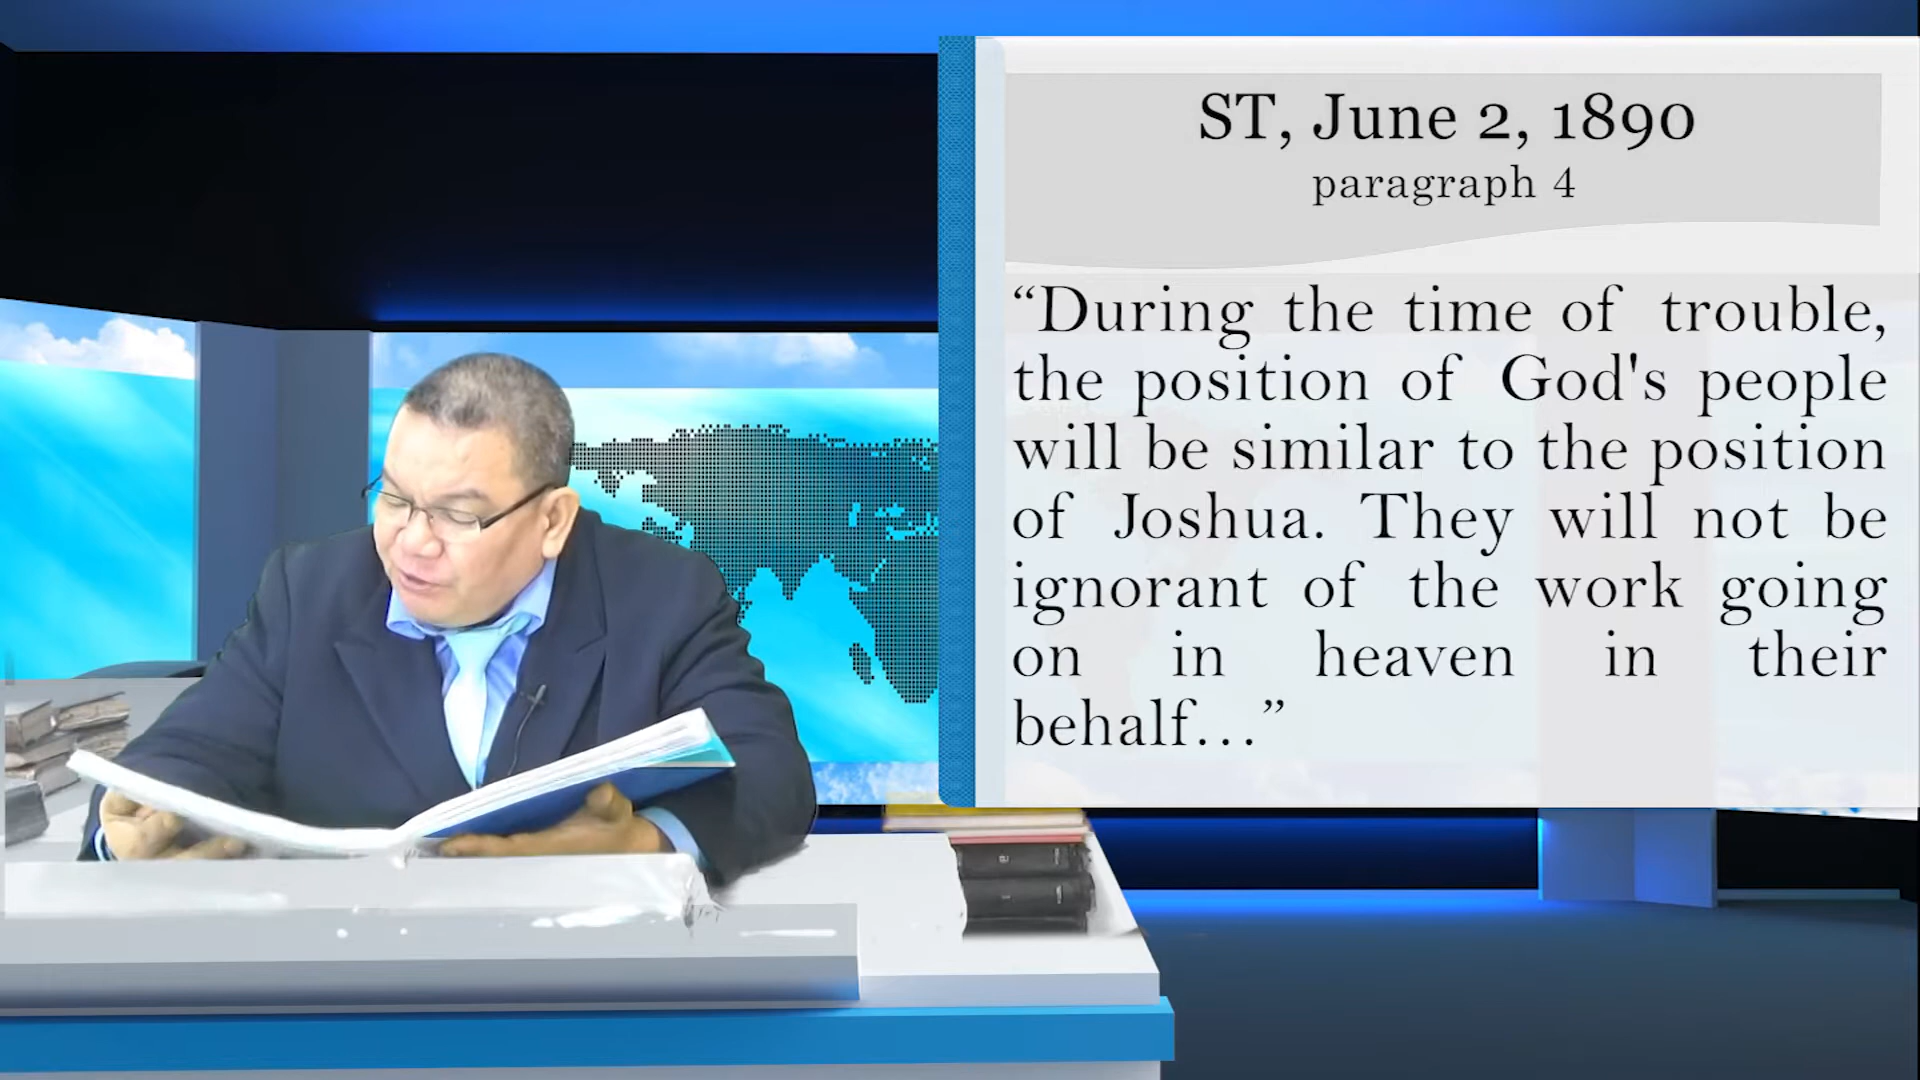 ST, June 2, 1890
paragraph 4
“During the time of trouble,
the position of God's people
will be similar to the position
of Joshua. They will not be
ignorant of the work going
on in heaven in their
behalf…”